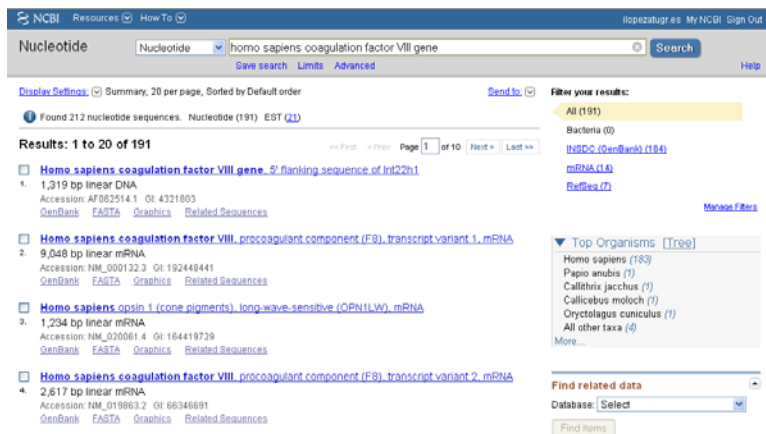 NCBI Resources How To ilopezatugr.es My NCBI Sign Out
Nucleotide Nucleotide homo sapiens coagulation factor VIII gene Search
Save search Limits Advanced Help
Display Settings: Summary, 20 per page, Sorted by Default order Send to:
Found 212 nucleotide sequences. Nucleotide (191) EST (21)
Results: 1 to 20 of 191 << First < Prev Page 1 of 10 Next > Last >>
Homo sapiens coagulation factor VIII gene, 5' flanking sequence of Int22h1
1. 1,319 bp linear DNA
Accession: AF062514.1 GI: 4321803
GenBank FASTA Graphics Related Sequences
Homo sapiens coagulation factor VIII, procoagulant component (F8), transcript variant 1, mRNA
2. 9,048 bp linear mRNA
Accession: NM_000132.3 GI: 192448441
GenBank FASTA Graphics Related Sequences
Homo sapiens opsin 1 (cone pigments), long-wave-sensitive (OPN1LW), mRNA
3. 1,234 bp linear mRNA
Accession: NM_020061.4 GI: 164419729
GenBank FASTA Graphics Related Sequences
Homo sapiens coagulation factor VIII, procoagulant component (F8), transcript variant 2, mRNA
4. 2,617 bp linear mRNA
Accession: NM_019863.2 GI: 66346691
GenBank FASTA Graphics Related Sequences
Filter your results:
All (191)
Bacteria (0)
INSDC (GenBank) (184)
mRNA (14)
RefSeq (7)
Manage Filters
Top Organisms [Tree]
Homo sapiens (183)
Papio anubis (1)
Callithrix jacchus (1)
Callicebus moloch (1)
Oryctolagus cuniculus (1)
All other taxa (4)
More...
Find related data
Database: Select
Find items